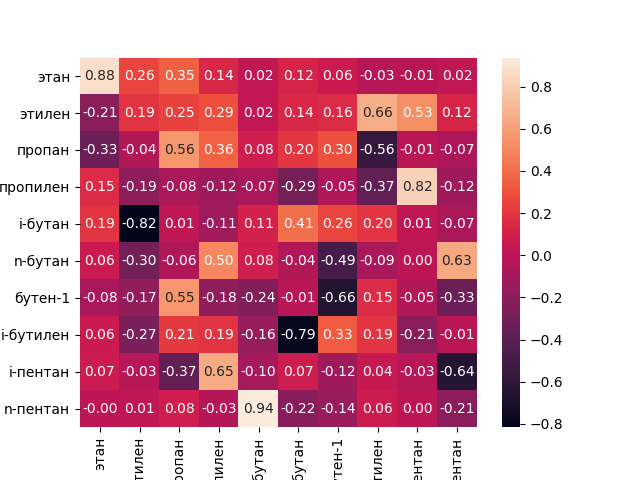 этан 0.88 0.26 0.35 0.14 0.02 0.12 0.06 -0.03 -0.01 0.02
этилен -0.21 0.19 0.25 0.29 0.02 0.14 0.16 0.66 0.53 0.12
пропан -0.33 -0.04 0.56 0.36 0.08 0.20 0.30 -0.56 -0.01 -0.07
пропилен 0.15 -0.19 -0.08 -0.12 -0.07 -0.29 -0.05 -0.37 0.82 -0.12
i-бутан 0.19 -0.82 0.01 -0.11 0.11 0.41 0.26 0.20 0.01 -0.07
n-бутан 0.06 -0.30 -0.06 0.50 0.08 -0.04 -0.49 -0.09 0.00 0.63
бутен-1 -0.08 -0.17 0.55 -0.18 -0.24 -0.01 -0.66 0.15 -0.05 -0.33
i-бутилен 0.06 -0.27 0.21 0.19 -0.16 -0.79 0.33 0.19 -0.21 -0.01
i-пентан 0.07 -0.03 -0.37 0.65 -0.10 0.07 -0.12 0.04 -0.03 -0.64
n-пентан -0.00 0.01 0.08 -0.03 0.94 -0.22 -0.14 0.06 0.00 -0.21
этан тилен ропан пилен бутан бутан утен-1 тилен ентан ентан
0.8
0.6
0.4
0.2
0.0
−0.2
−0.4
−0.6
−0.8